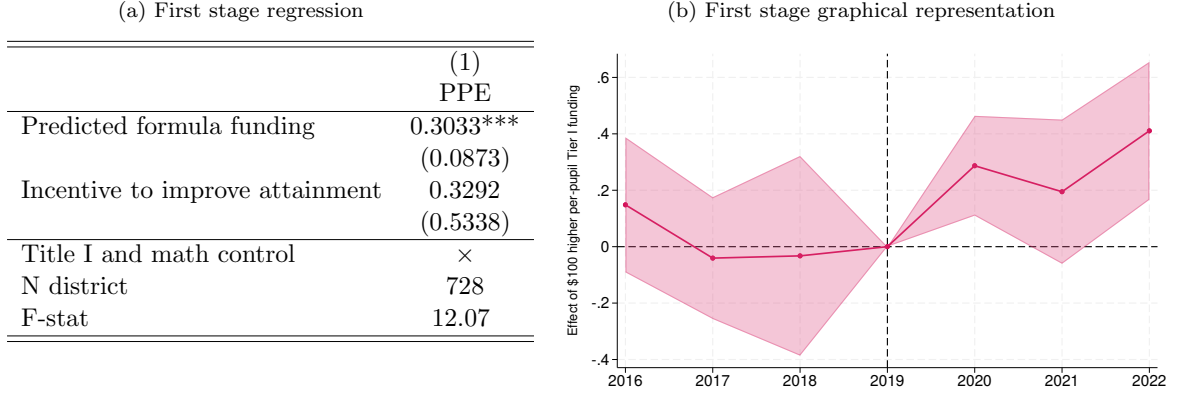 (a) First stage regression
(1)
PPE
Predicted formula funding 0.3033***
(0.0873)
Incentive to improve attainment 0.3292
(0.5338)
Title I and math control ×
N district 728
F-stat 12.07
(b) First stage graphical representation
Effect of $100 higher per-pupil Tier I funding
.6
.4
.2
0
-.2
-.4
2016 2017 2018 2019 2020 2021 2022